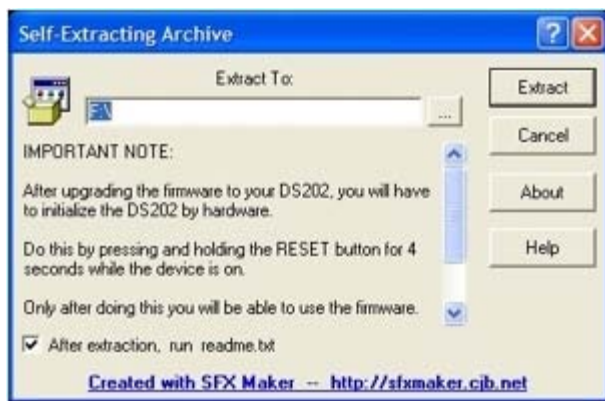 Self-Extracting Archive
Extract To:
F:\
...
Extract
Cancel
About
Help
IMPORTANT NOTE:
After upgrading the firmware to your DS202, you will have
to initialize the DS202 by hardware.
Do this by pressing and holding the RESET button for 4
seconds while the device is on.
Only after doing this you will be able to use the firmware.
After extraction, run readme.txt
Created with SFX Maker -- http://sfxmaker.cjb.net